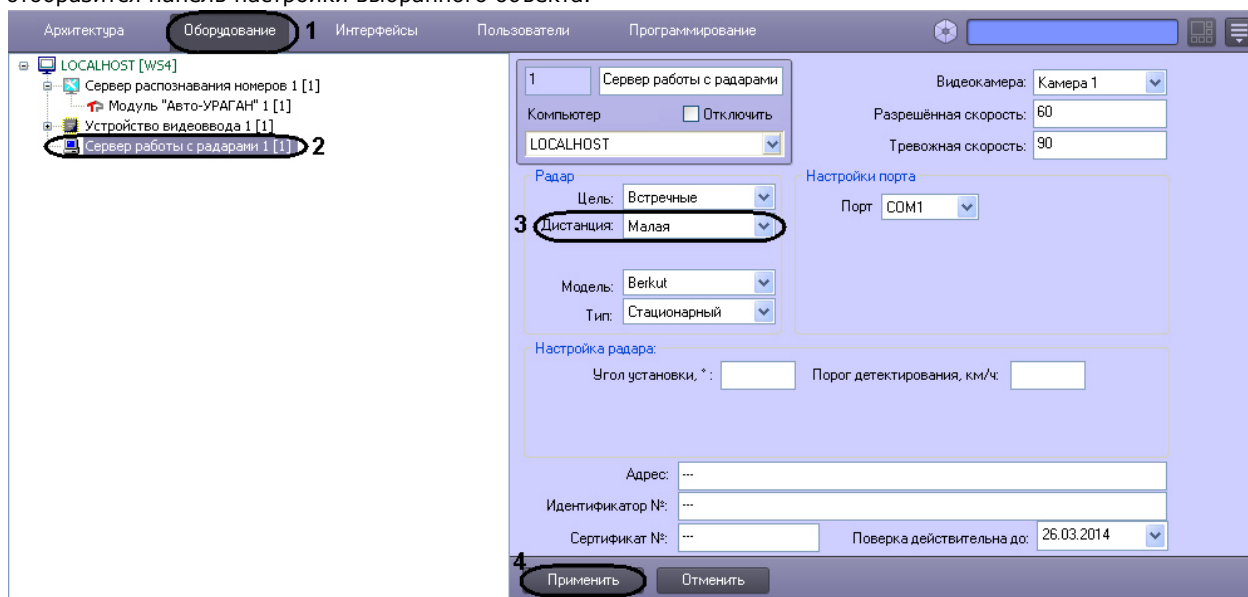 отобразится панель настройки выбранного объекта.
Архитектура Оборудование 1 Интерфейсы Пользователи Программирование
LOCALHOST [WS4]
Сервер распознавания номеров 1 [1]
Модуль "Авто-УРАГАН" 1 [1]
Устройство видеоввода 1 [1]
Сервер работы с радарами 1 [1] 2
1 Сервер работы с радарами
Компьютер Отключить
LOCALHOST
Видеокамера: Камера 1
Разрешённая скорость: 60
Тревожная скорость: 90
Радар
Цель: Встречные
3 Дистанция: Малая
Модель: Berkut
Тип: Стационарный
Настройки порта
Порт COM1
Настройка радара:
Угол установки, °: Порог детектирования, км/ч:
Адрес: ---
Идентификатор №: ---
Сертификат №: --- Поверка действительна до: 26.03.2014
4 Применить Отменить